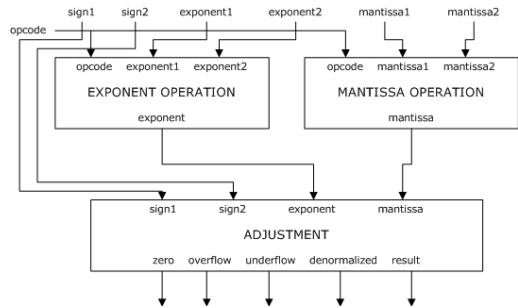 sign1 sign2 exponent1 exponent2 mantissa1 mantissa2
opcode
opcode exponent1 exponent2 opcode mantissa1 mantissa2
EXPONENT OPERATION MANTISSA OPERATION
exponent mantissa
sign1 sign2 exponent mantissa
ADJUSTMENT
zero overflow underflow denormalized result